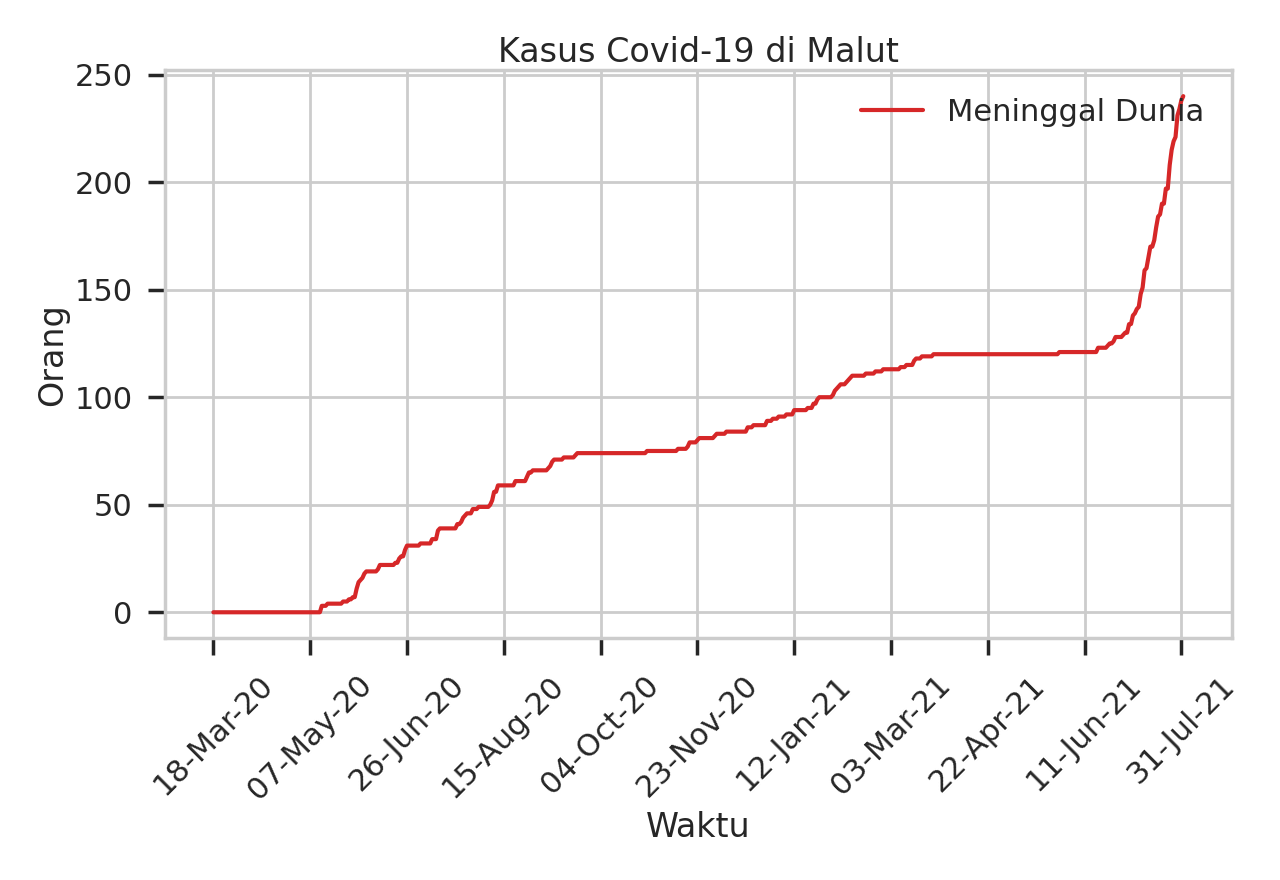 Kasus Covid-19 di Malut
Meninggal Dunia
250
200
150
100
50
0
Orang
18-Mar-20
07-May-20
26-Jun-20
15-Aug-20
04-Oct-20
23-Nov-20
12-Jan-21
03-Mar-21
22-Apr-21
11-Jun-21
31-Jul-21
Waktu